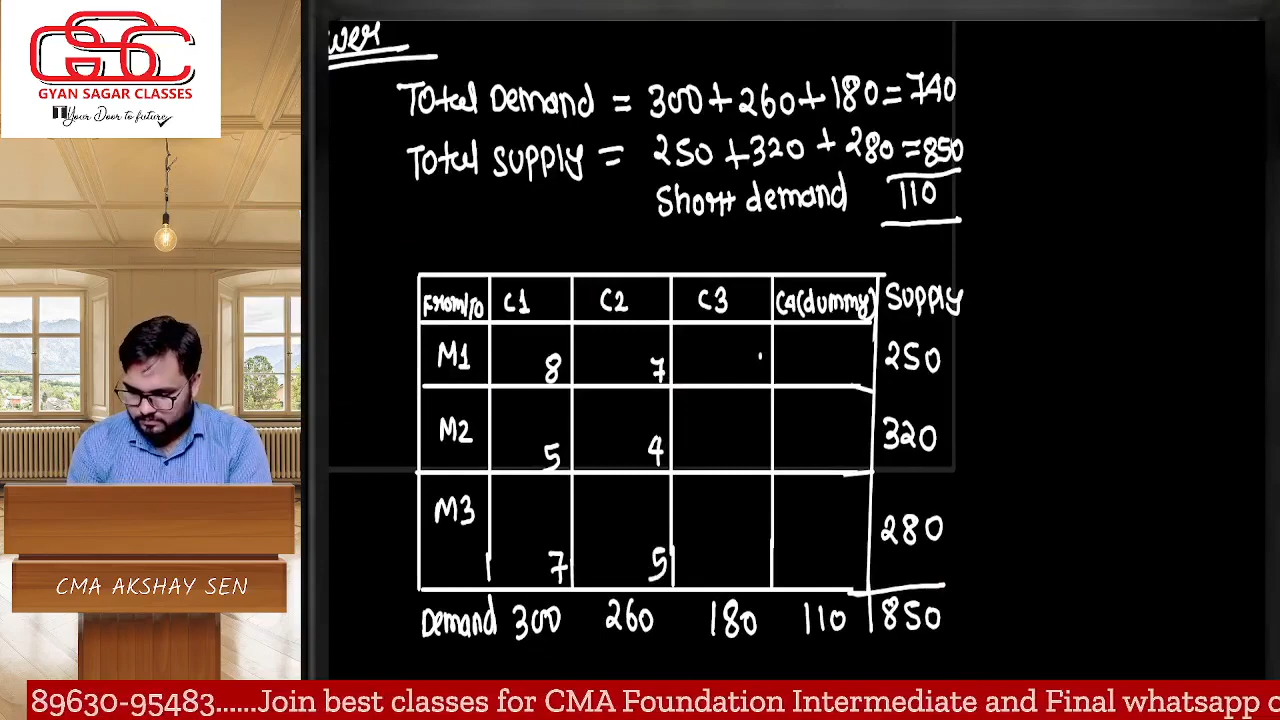 GSC
GYAN SAGAR CLASSES
Your Door to future
wer
Total Demand = 300+260+180=740
Total supply = 250+320+280=850
Short demand 110
From/To C1 C2 C3 C4(dummy) Supply
M1 8 7 250
M2 5 4 320
M3 7 5 280
Demand 300 260 180 110 850
CMA AKSHAY SEN
89630-95483......Join best classes for CMA Foundation Intermediate and Final whatsapp